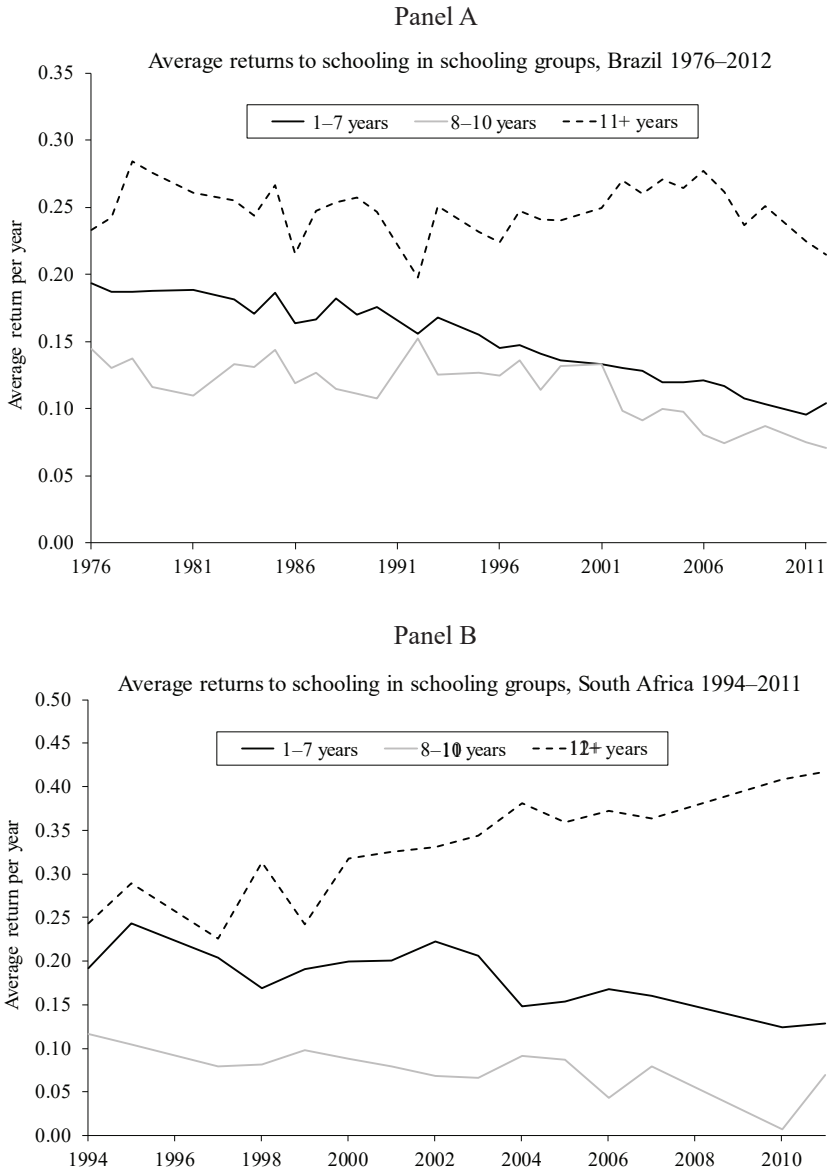 Panel A
Average returns to schooling in schooling groups, Brazil 1976–2012
1–7 years 8–10 years 11+ years
Average return per year
0.35
0.30
0.25
0.20
0.15
0.10
0.05
0.00
1976 1981 1986 1991 1996 2001 2006 2011
Panel B
Average returns to schooling in schooling groups, South Africa 1994–2011
1–7 years years years
Average return per year
0.50
0.45
0.40
0.35
0.30
0.25
0.20
0.15
0.10
0.05
0.00
1994 1996 1998 2000 2002 2004 2006 2008 2010